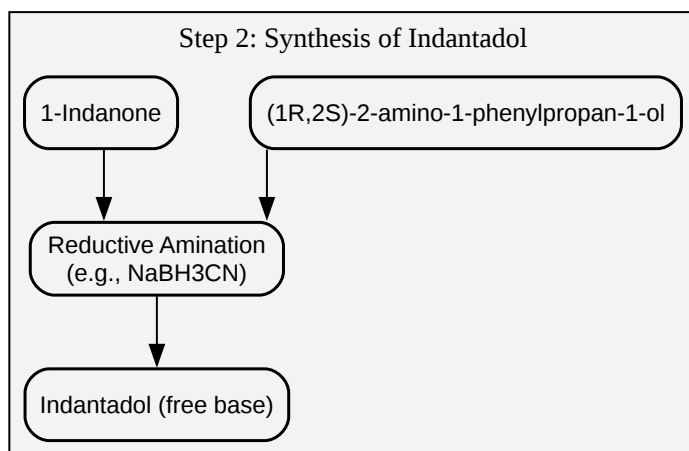 Step 2: Synthesis of Indantadol
1-Indanone
(1R,2S)-2-amino-1-phenylpropan-1-ol
Reductive Amination
(e.g., NaBH3CN)
Indantadol (free base)